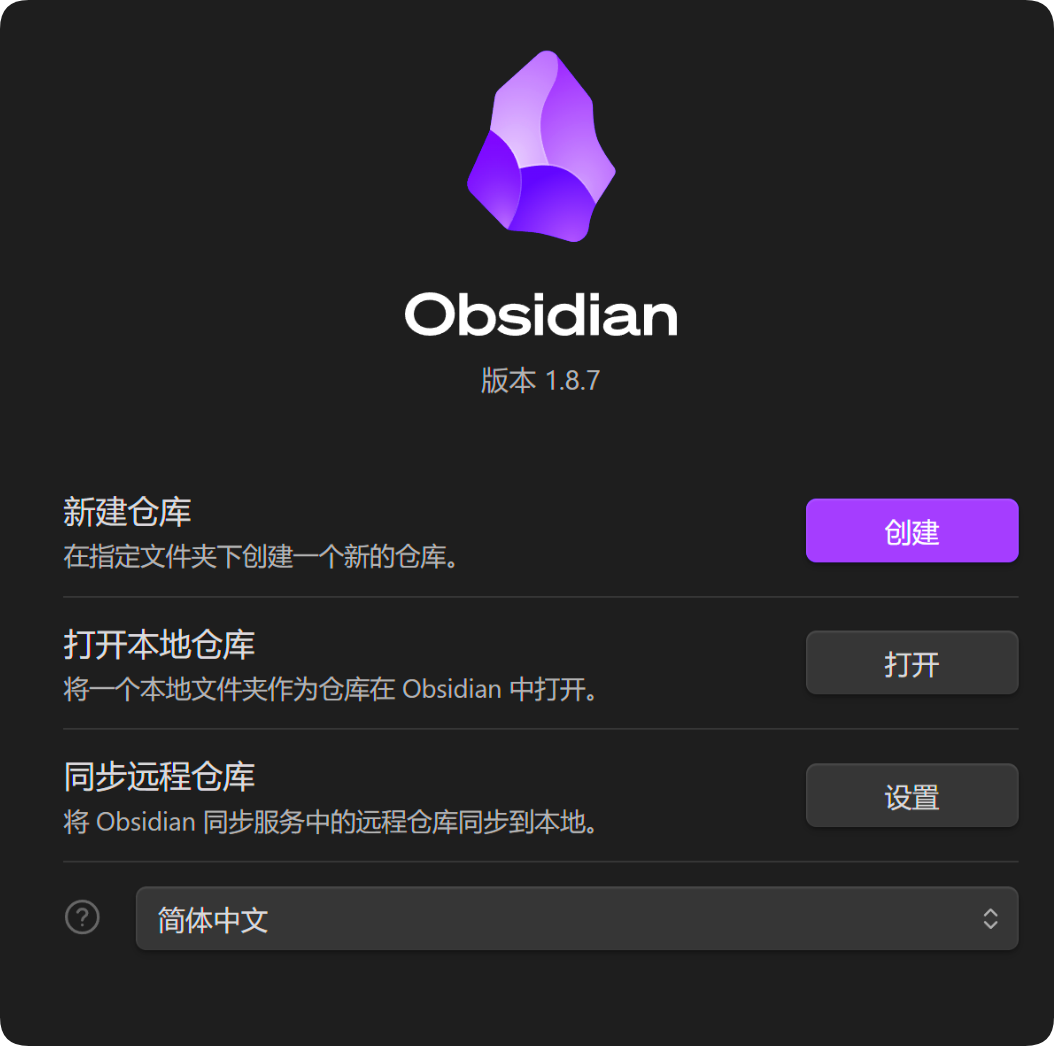 Obsidian
版本 1.8.7
新建仓库
在指定文件夹下创建一个新的仓库。
创建
打开本地仓库
将一个本地文件夹作为仓库在 Obsidian 中打开。
打开
同步远程仓库
将 Obsidian 同步服务中的远程仓库同步到本地。
设置
?
简体中文